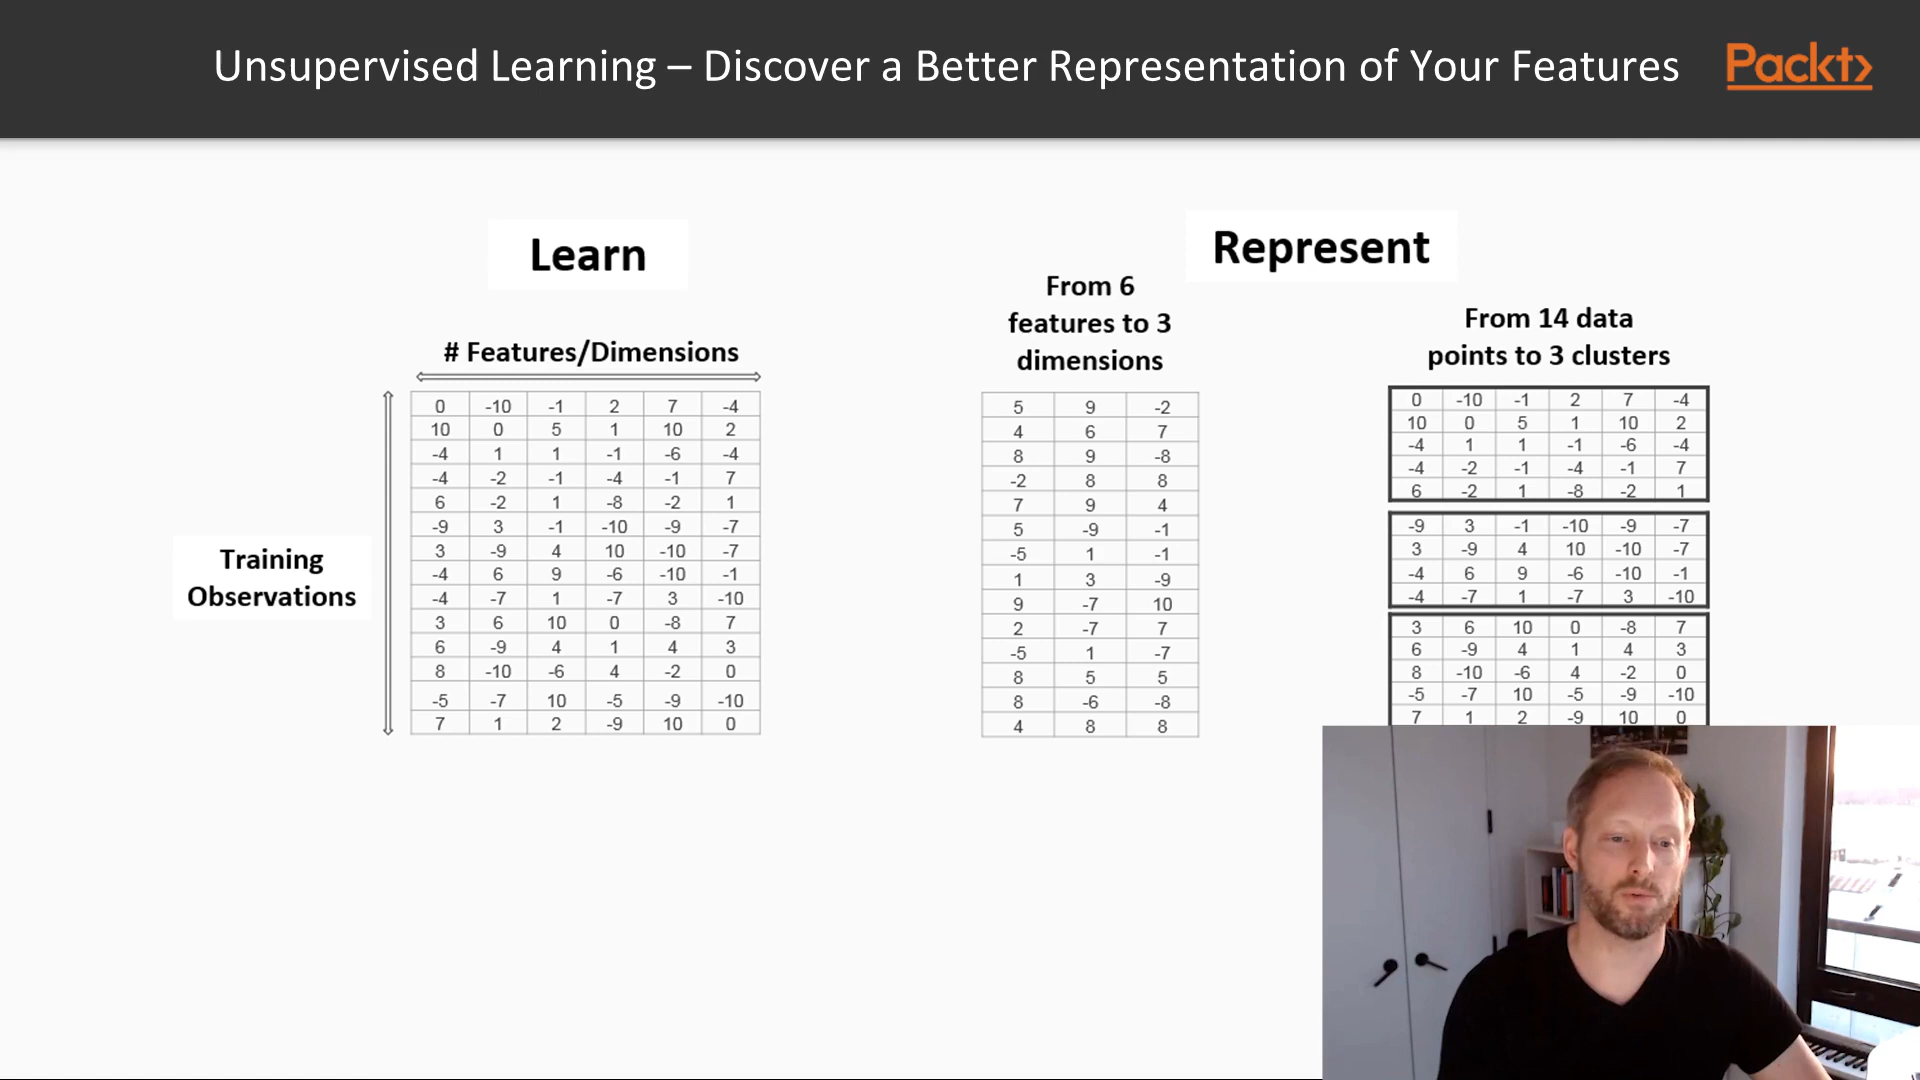 Unsupervised Learning – Discover a Better Representation of Your Features
Packt>
Learn
# Features/Dimensions
Training
Observations
0 -10 -1 2 7 -4
10 0 5 1 10 2
-4 1 1 -1 -6 -4
-4 -2 -1 -4 -1 7
6 -2 1 -8 -2 1
-9 3 -1 -10 -9 -7
3 -9 4 10 -10 -7
-4 6 9 -6 -10 -1
-4 -7 1 -7 3 -10
3 6 10 0 -8 7
6 -9 4 1 4 3
8 -10 -6 4 -2 0
-5 -7 10 -5 -9 -10
7 1 2 -9 10 0
Represent
From 6
features to 3
dimensions
5 9 -2
4 6 7
8 9 -8
-2 8 8
7 9 4
5 -9 -1
-5 1 -1
1 3 -9
9 -7 10
2 -7 7
-5 1 -7
8 5 5
8 -6 -8
4 8 8
From 14 data
points to 3 clusters
0 -10 -1 2 7 -4
10 0 5 1 10 2
-4 1 1 -1 -6 -4
-4 -2 -1 -4 -1 7
6 -2 1 -8 -2 1
-9 3 -1 -10 -9 -7
3 -9 4 10 -10 -7
-4 6 9 -6 -10 -1
-4 -7 1 -7 3 -10
3 6 10 0 -8 7
6 -9 4 1 4 3
8 -10 -6 4 -2 0
-5 -7 10 -5 -9 -10
7 1 2 -9 10 0